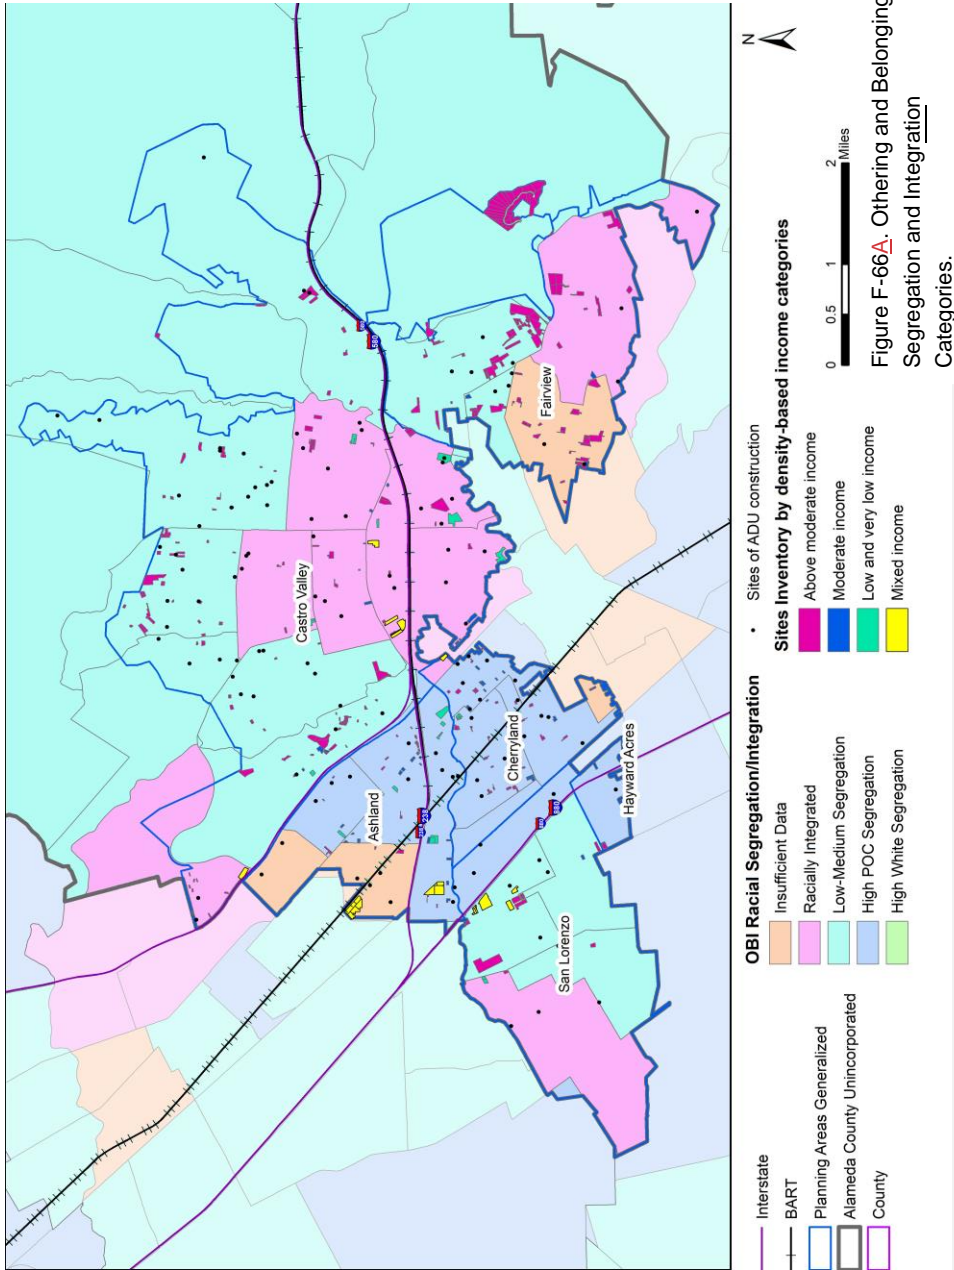 Castro Valley
Ashland
Cherryland
Hayward Acres
San Lorenzo
Fairview
580
238
880
N
Interstate
BART
Planning Areas Generalized
Alameda County Unincorporated
County
OBI Racial Segregation/Integration
Insufficient Data
Racially Integrated
Low-Medium Segregation
High POC Segregation
High White Segregation
Sites of ADU construction
Sites Inventory by density-based income categories
Above moderate income
Moderate income
Low and very low income
Mixed income
0 0.5 1 2
Miles
Figure F-66A. Othering and Belonging
Segregation and Integration
Categories.